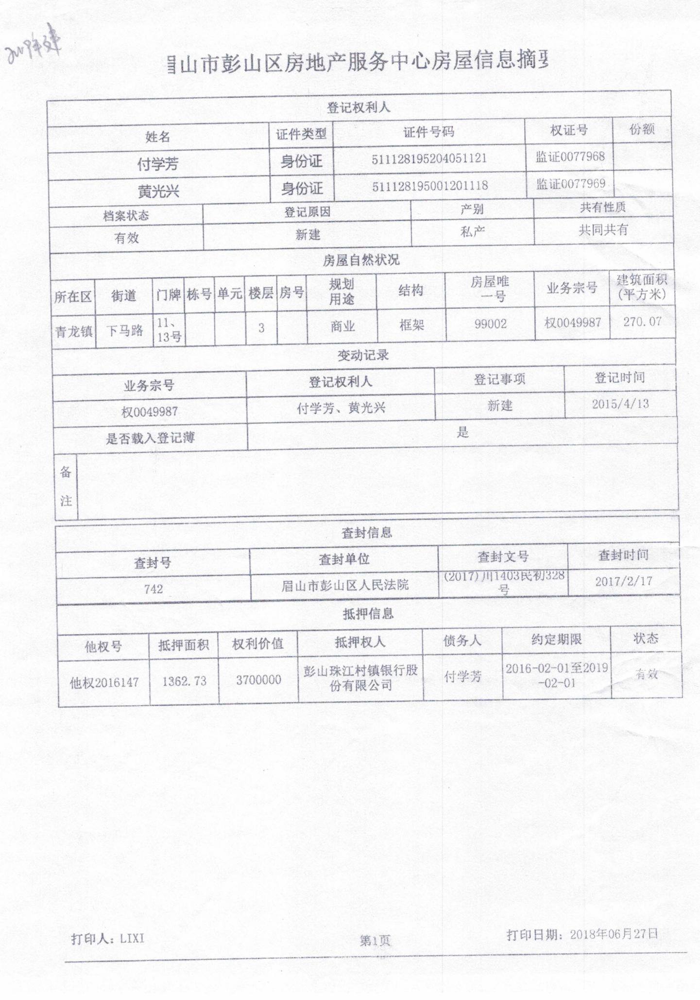 眉山市彭山区房地产服务中心房屋信息摘要
登记权利人
姓名 证件类型 证件号码 权证号 份额
付学芳 身份证 511128195204051121 监证0077968
黄光兴 身份证 511128195001201118 监证0077969
档案状态 登记原因 产别 共有性质
有效 新建 私产 共同共有
房屋自然状况
所在区 街道 门牌 栋号 单元 楼层 房号 规划用途 结构 房屋唯一号 业务宗号 建筑面积(平方米)
青龙镇 下马路 11、13号 3 商业 框架 99002 权0049987 270.07
变动记录
业务宗号 登记权利人 登记事项 登记时间
权0049987 付学芳、黄光兴 新建 2015/4/13
是否载入登记薄 是
备注
查封信息
查封号 查封单位 查封文号 查封时间
742 眉山市彭山区人民法院 (2017)川1403民初328号 2017/2/17
抵押信息
他权号 抵押面积 权利价值 抵押权人 债务人 约定期限 状态
他权2016147 1362.73 3700000 彭山珠江村镇银行股份有限公司 付学芳 2016-02-01至2019-02-01 有效
打印人: LIXI 第1页 打印日期: 2018年06月27日